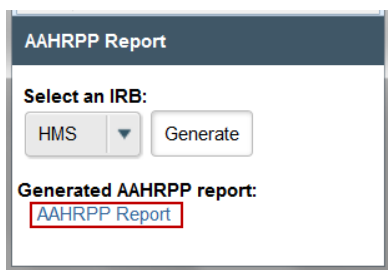 AAHRPP Report
Select an IRB:
HMS Generate
Generated AAHRPP report:
AAHRPP Report